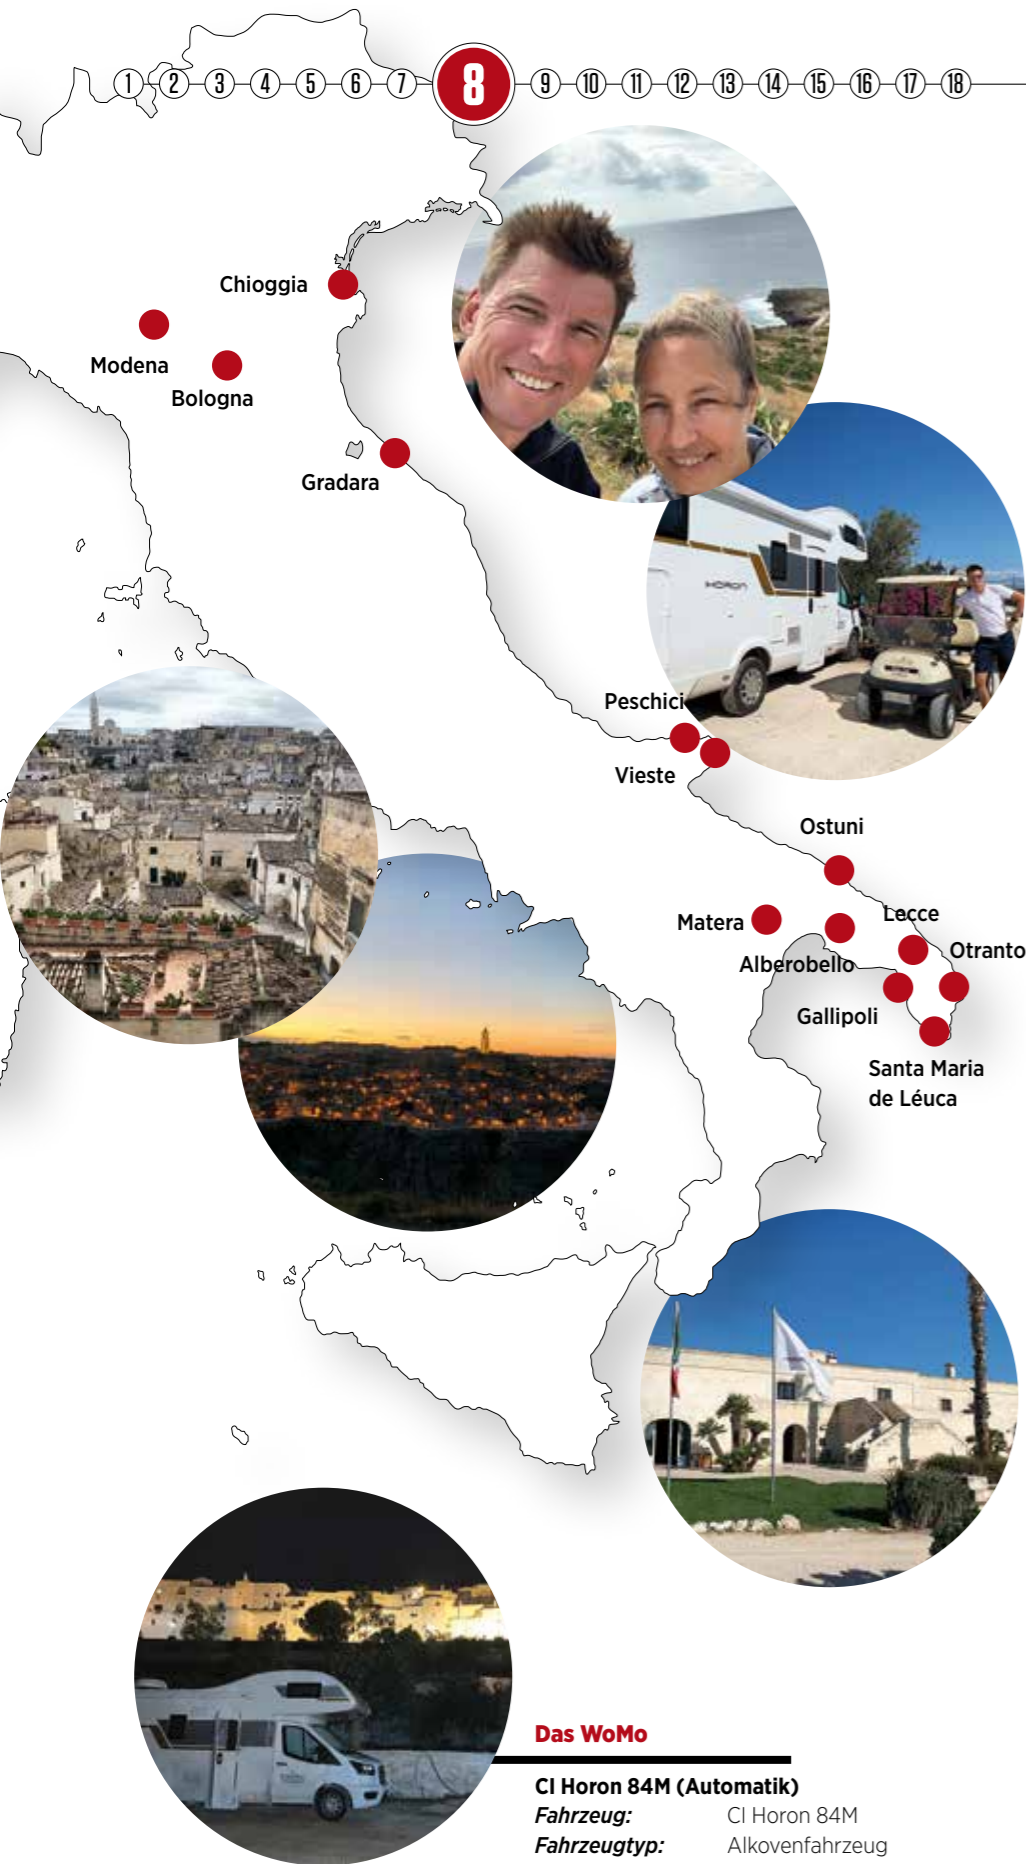 1 2 3 4 5 6 7 8 9 10 11 12 13 14 15 16 17 18
Chioggia
Modena
Bologna
Gradara
HORON
Peschici
Vieste
Ostuni
Lecce
Matera
Otranto
Alberobello
Gallipoli
Santa Maria
de Léuca
Das WoMo
CI Horon 84M (Automatik)
Fahrzeug: CI Horon 84M
Fahrzeugtyp: Alkovenfahrzeug